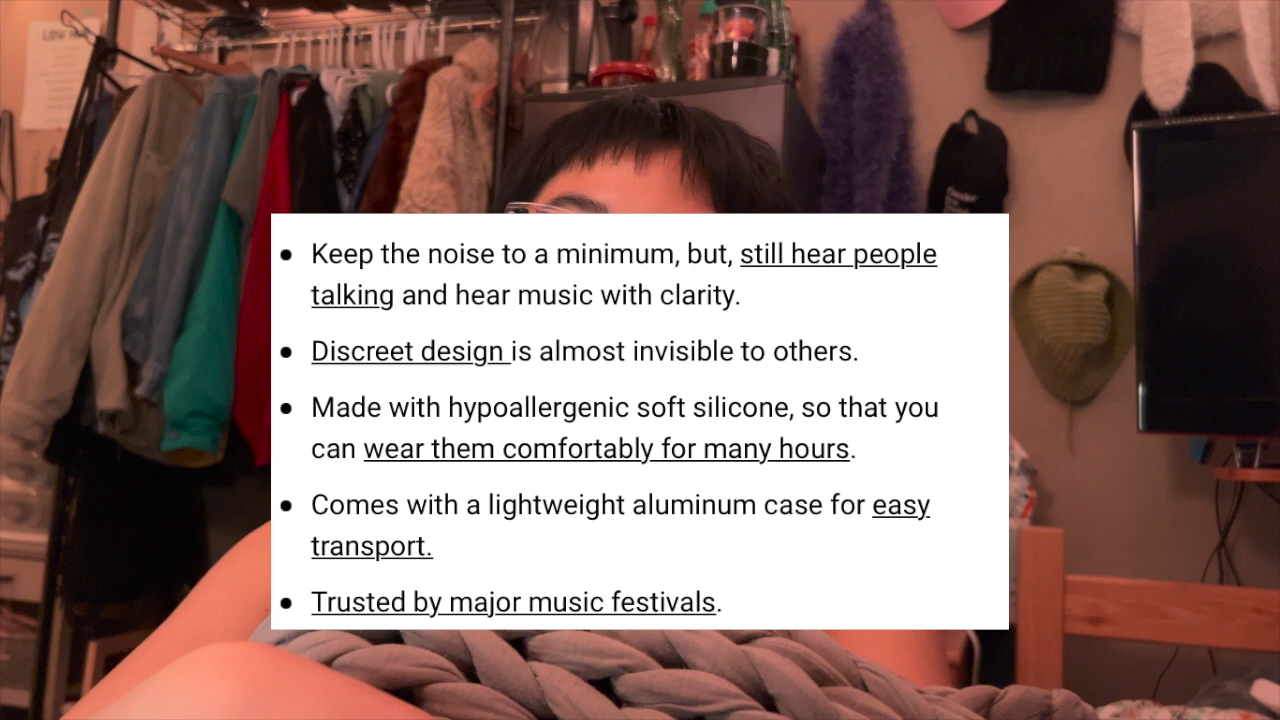 LOW
• Keep the noise to a minimum, but, still hear people
talking and hear music with clarity.
• Discreet design is almost invisible to others.
• Made with hypoallergenic soft silicone, so that you
can wear them comfortably for many hours.
• Comes with a lightweight aluminum case for easy
transport.
• Trusted by major music festivals.